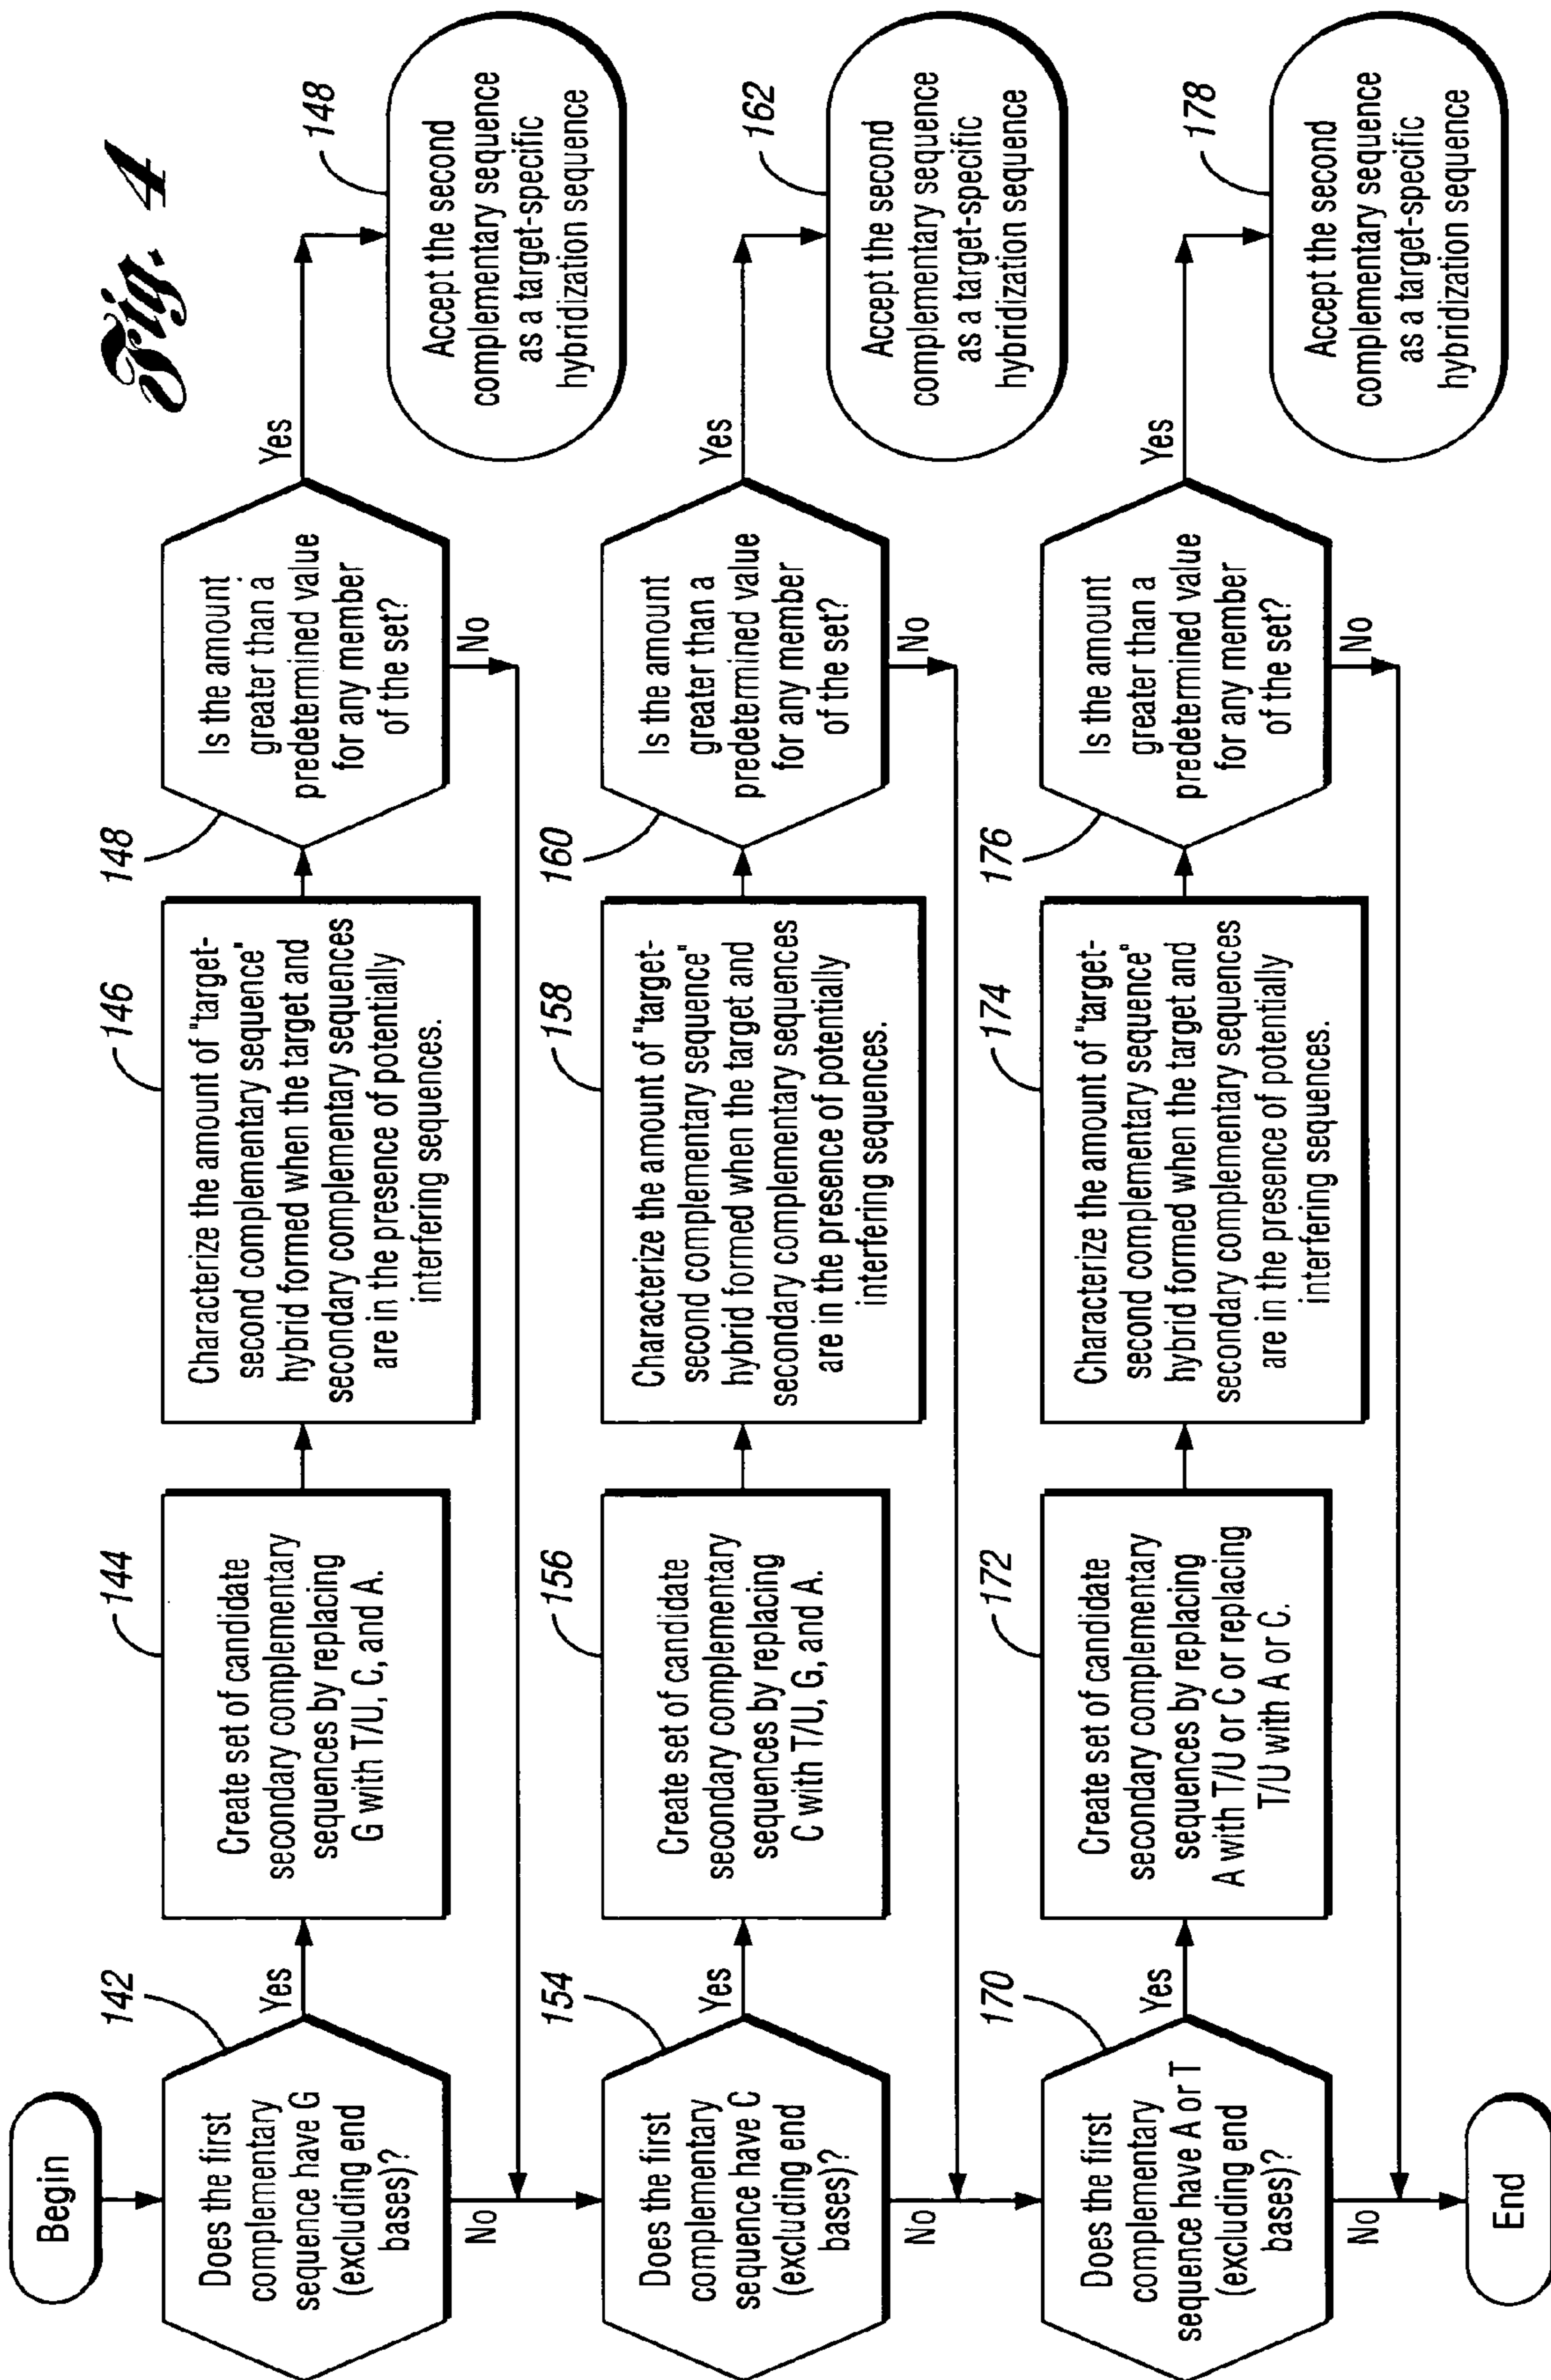 Fig. 4
Begin
142
Does the first
complementary
sequence have G
(excluding end
bases)?
Yes
No
144
Create set of candidate
secondary complementary
sequences by replacing
G with T/U, C, and A.
146
Characterize the amount of "target-
second complementary sequence"
hybrid formed when the target and
secondary complementary sequences
are in the presence of potentially
interfering sequences.
148
Is the amount
greater than a
predetermined value
for any member
of the set?
Yes
No
148
Accept the second
complementary sequence
as a target-specific
hybridization sequence
154
Does the first
complementary
sequence have C
(excluding end
bases)?
Yes
No
156
Create set of candidate
secondary complementary
sequences by replacing
C with T/U, G, and A.
158
Characterize the amount of "target-
second complementary sequence"
hybrid formed when the target and
secondary complementary sequences
are in the presence of potentially
interfering sequences.
160
Is the amount
greater than a
predetermined value
for any member
of the set?
Yes
No
162
Accept the second
complementary sequence
as a target-specific
hybridization sequence
170
Does the first
complementary
sequence have A or T
(excluding end
bases)?
Yes
No
172
Create set of candidate
secondary complementary
sequences by replacing
A with T/U or C or replacing
T/U with A or C.
174
Characterize the amount of "target-
second complementary sequence"
hybrid formed when the target and
secondary complementary sequences
are in the presence of potentially
interfering sequences.
176
Is the amount
greater than a
predetermined value
for any member
of the set?
Yes
No
178
Accept the second
complementary sequence
as a target-specific
hybridization sequence
End